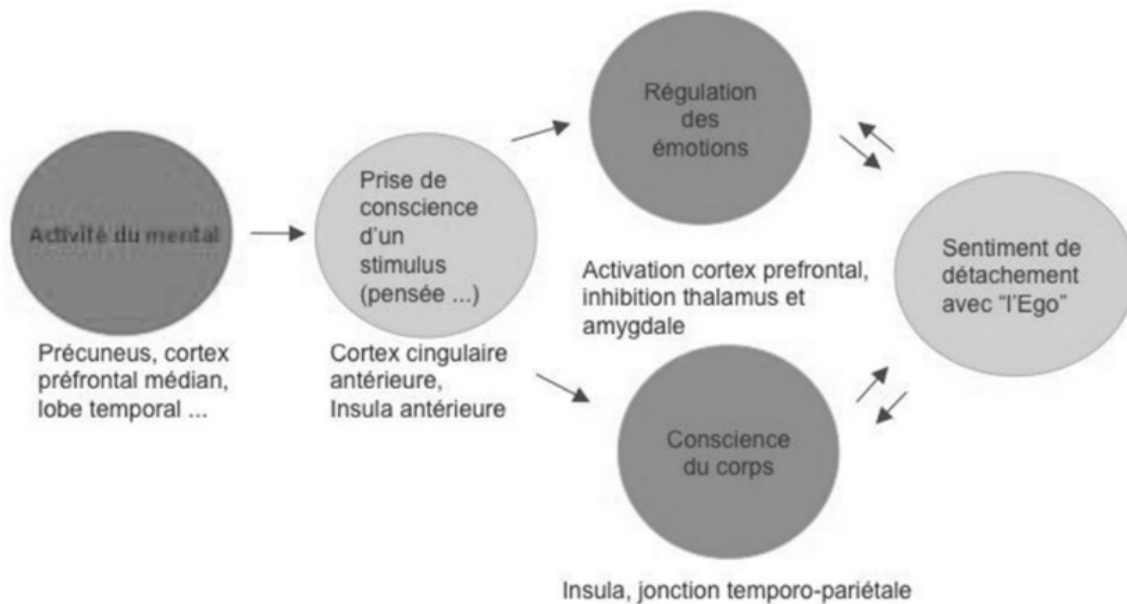 Activité du mental
Précuneus, cortex
préfrontal médian,
lobe temporal ...
Prise de
conscience
d'un
stimulus
(pensée ...)
Cortex cingulaire
antérieure,
Insula antérieure
Régulation
des
émotions
Activation cortex prefrontal,
inhibition thalamus et
amygdale
Conscience
du corps
Insula, jonction temporo-pariétale
Sentiment de
détachement
avec "l'Ego"